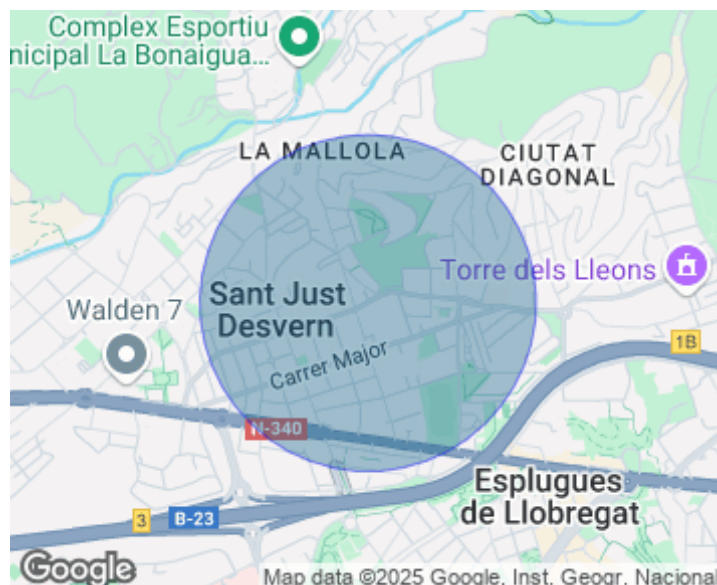 Complex Esportiu
nicipal La Bonaigua...
LA MALLOLA
CIUTAT
DIAGONAL
Torre dels Lleons
Sant Just
Desvern
Walden 7
1B
Carrer Major
N-340
Esplugues
de Llobregat
3
B-23
Google
Map data ©2025 Google, Inst. Geogr. Nacional